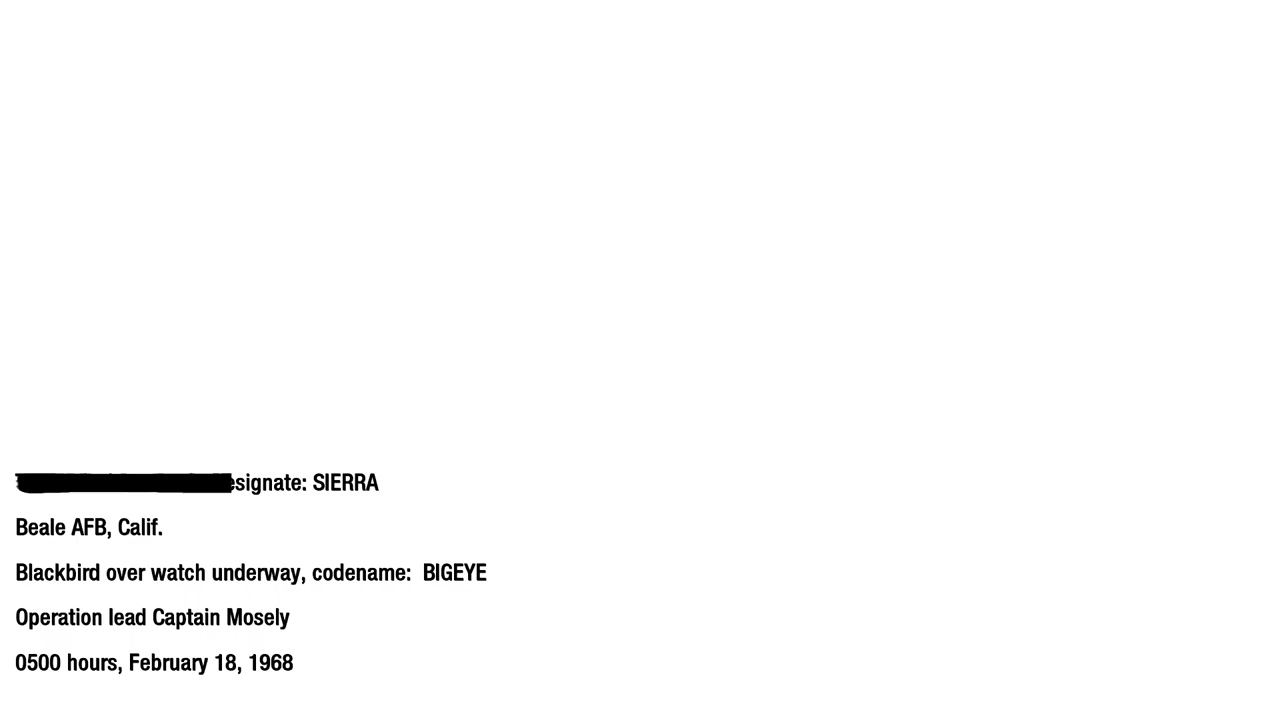 esignate: SIERRA
Beale AFB, Calif.
Blackbird over watch underway, codename:  BIGEYE
Operation lead Captain Mosely
0500 hours, February 18, 1968